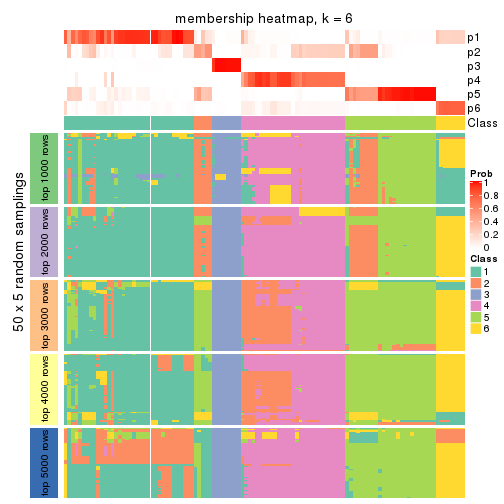 membership heatmap, k = 6
p1
p2
p3
p4
p5
p6
Class
50 x 5 random samplings
top 1000 rows
top 2000 rows
top 3000 rows
top 4000 rows
top 5000 rows
Prob
1
0.8
0.6
0.4
0.2
0
Class
1
2
3
4
5
6